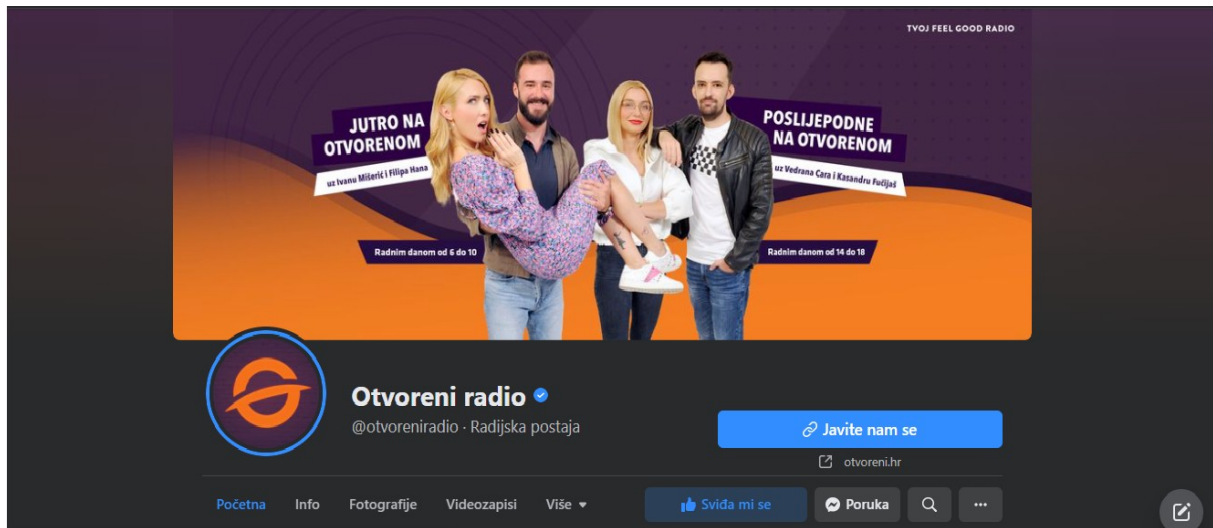 TVOJ FEEL GOOD RADIO
JUTRO NA
OTVORENOM
uz Ivanu Mišerić i Filipa Hana
Radnim danom od 6 do 10
POSLIJEPODNE
NA OTVORENOM
uz Vedrana Cara i Kasandru Fučijaš
Radnim danom od 14 do 18
Otvoreni radio
@otvoreniradio · Radijska postaja
Javite nam se
otvoreni.hr
Početna Info Fotografije Videozapisi Više
Sviđa mi se Poruka